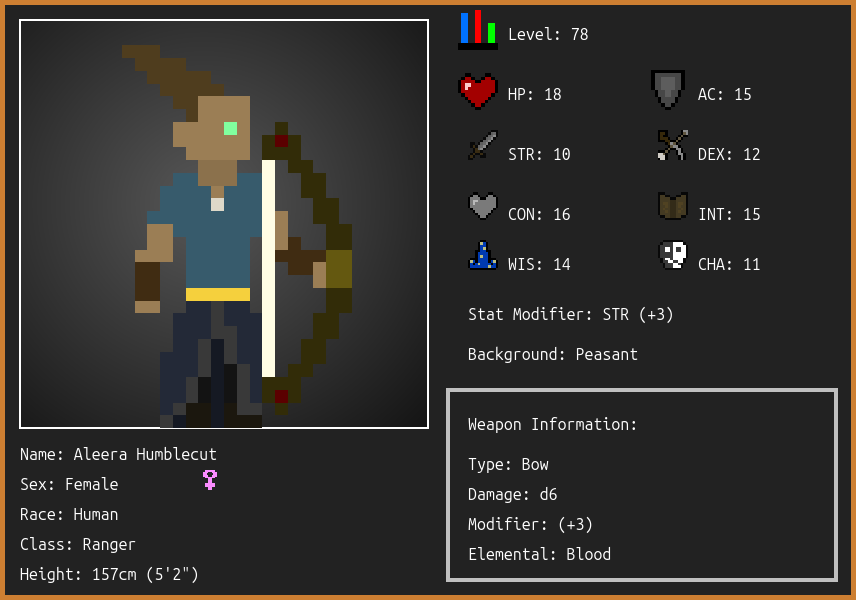 Level: 78
HP: 18
AC: 15
STR: 10
DEX: 12
CON: 16
INT: 15
WIS: 14
CHA: 11
Stat Modifier: STR (+3)
Background: Peasant
Weapon Information:
Type: Bow
Damage: d6
Modifier: (+3)
Elemental: Blood
Name: Aleera Humblecut
Sex: Female
Race: Human
Class: Ranger
Height: 157cm (5'2")